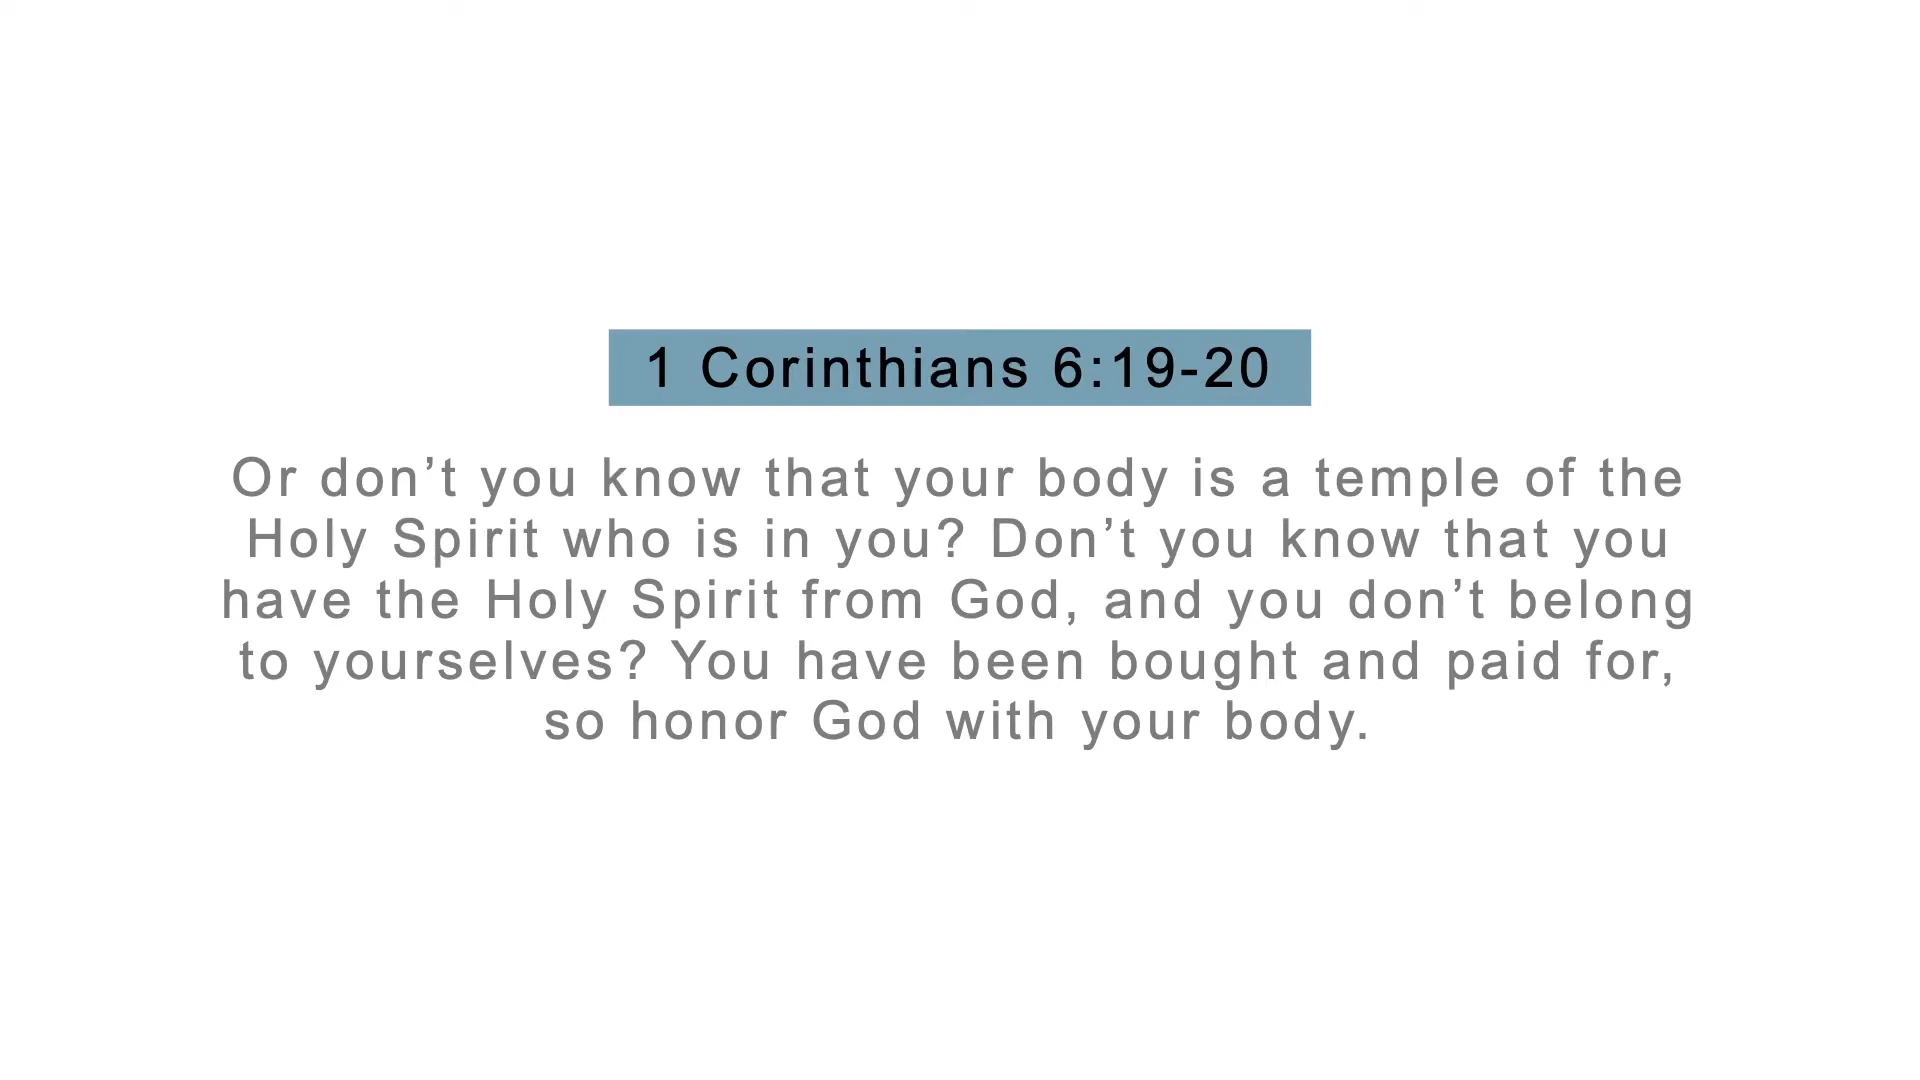 1 Corinthians 6:19-20
Or don’t you know that your body is a temple of the
Holy Spirit who is in you? Don’t you know that you
have the Holy Spirit from God, and you don’t belong
to yourselves? You have been bought and paid for,
so honor God with your body.